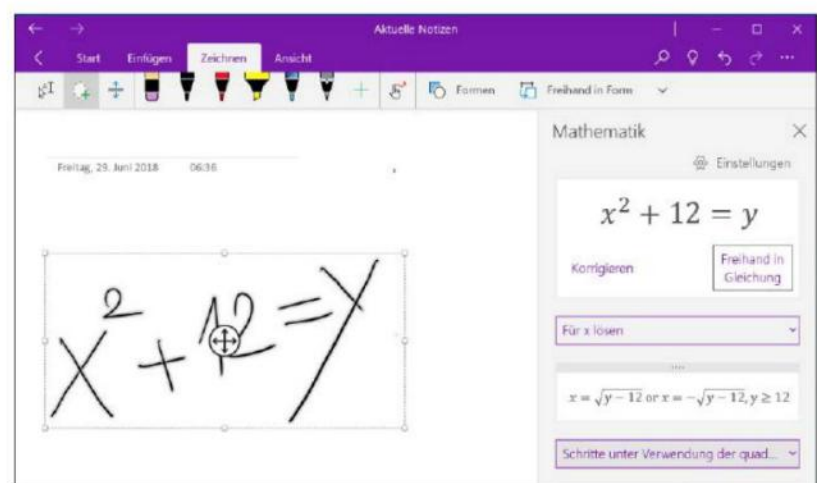 Aktuelle Notizen
Start Einfügen Zeichnen Ansicht
Formen Freihand in Form
Freitag, 29. Juni 2018 06:36
x² + 12 = y
Mathematik
Einstellungen
x² + 12 = y
Korrigieren
Freihand in
Gleichung
Für x lösen
x = √(y − 12) or x = −√(y − 12), y ≥ 12
Schritte unter Verwendung der quad...